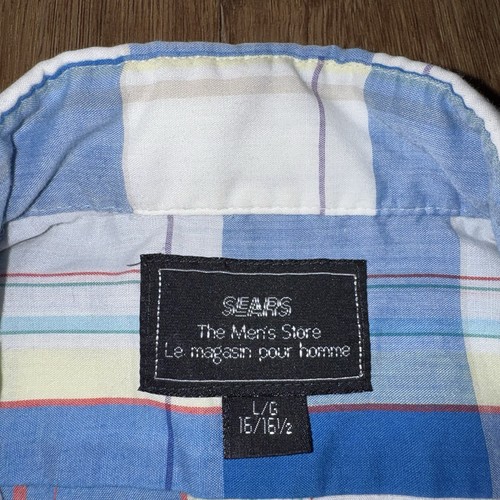 SEARS
The Men's Store
Le magasin pour homme
L/G
16/16½